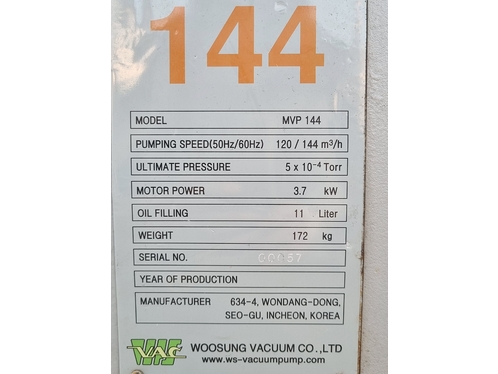 144
MODEL MVP 144
PUMPING SPEED(50Hz/60Hz) 120 / 144 m³/h
ULTIMATE PRESSURE 5 x 10⁻⁴ Torr
MOTOR POWER 3.7 kW
OIL FILLING 11 Liter
WEIGHT 172 kg
SERIAL NO.
YEAR OF PRODUCTION
MANUFACTURER 634-4, WONDANG-DONG,
SEO-GU, INCHEON, KOREA
WS VAC WOOSUNG VACUUM CO.,LTD
www.ws-vacuumpump.com